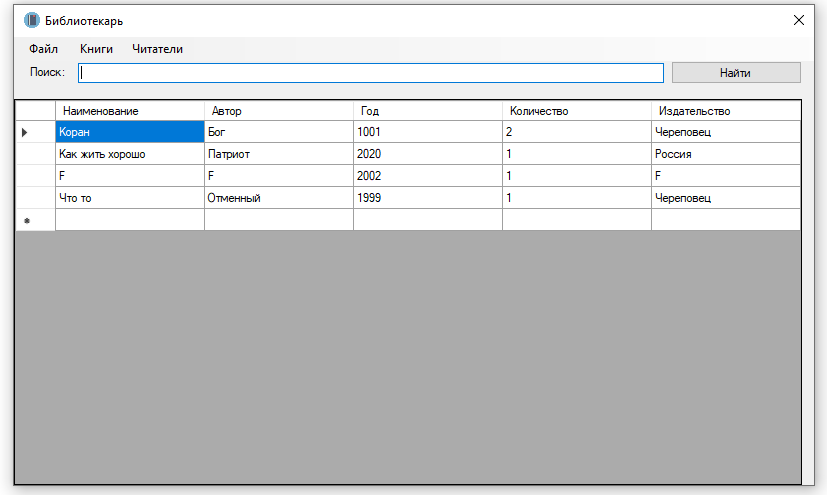 Библиотекарь
Файл Книги Читатели
Поиск: Найти
Наименование Автор Год Количество Издательство
Коран Бог 1001 2 Череповец
Как жить хорошо Патриот 2020 1 Россия
F F 2002 1 F
Что то Отменный 1999 1 Череповец